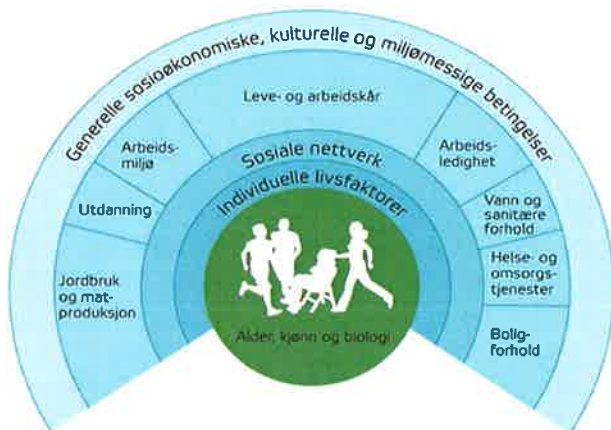 Generelle sosioøkonomiske, kulturelle og miljømessige betingelser
Leve- og arbeidskår
Arbeids-
miljø
Arbeids-
ledighet
Sosiale nettverk
Individuelle livsfaktorer
Utdanning
Vann og
sanitære
forhold
Jordbruk
og mat-
produksjon
Helse- og
omsorgs-
tjenester
Alder, kjønn og biologi
Bolig-
forhold